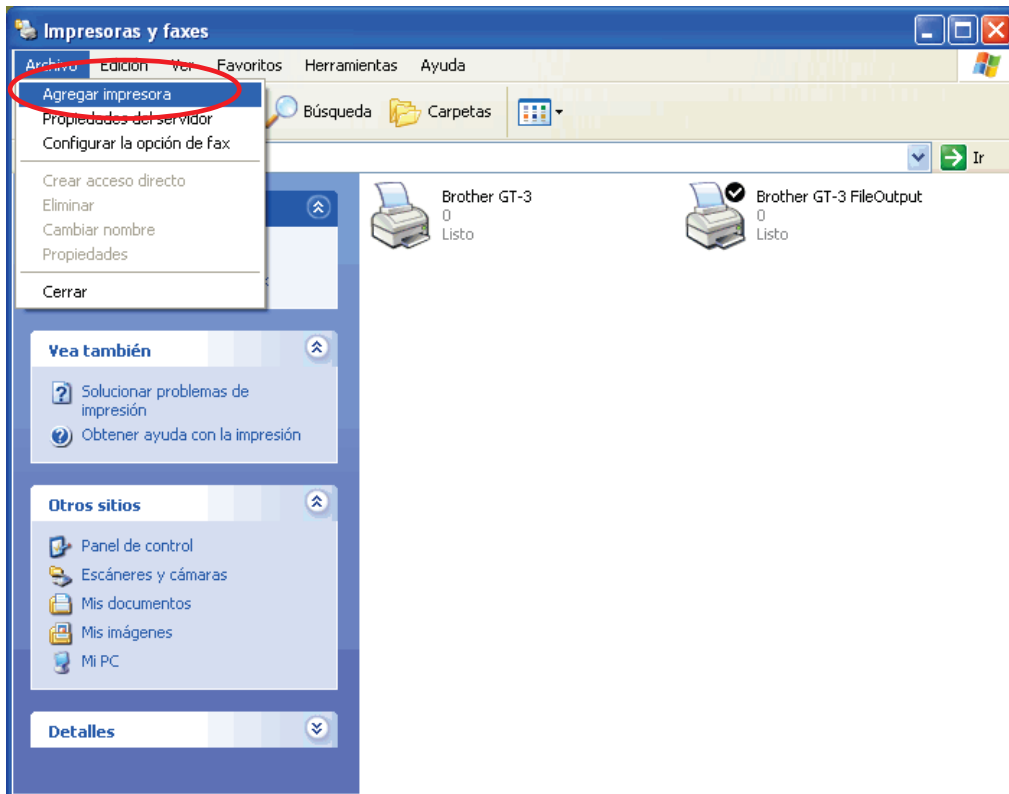 Impresoras y faxes
Archivo Edición Ver Favoritos Herramientas Ayuda
Agregar impresora
Propiedades del servidor
Configurar la opción de fax
Crear acceso directo
Eliminar
Cambiar nombre
Propiedades
Cerrar
Búsqueda Carpetas
Ir
Brother GT-3
0
Listo
Brother GT-3 FileOutput
0
Listo
Vea también
Solucionar problemas de
impresión
Obtener ayuda con la impresión
Otros sitios
Panel de control
Escáneres y cámaras
Mis documentos
Mis imágenes
Mi PC
Detalles